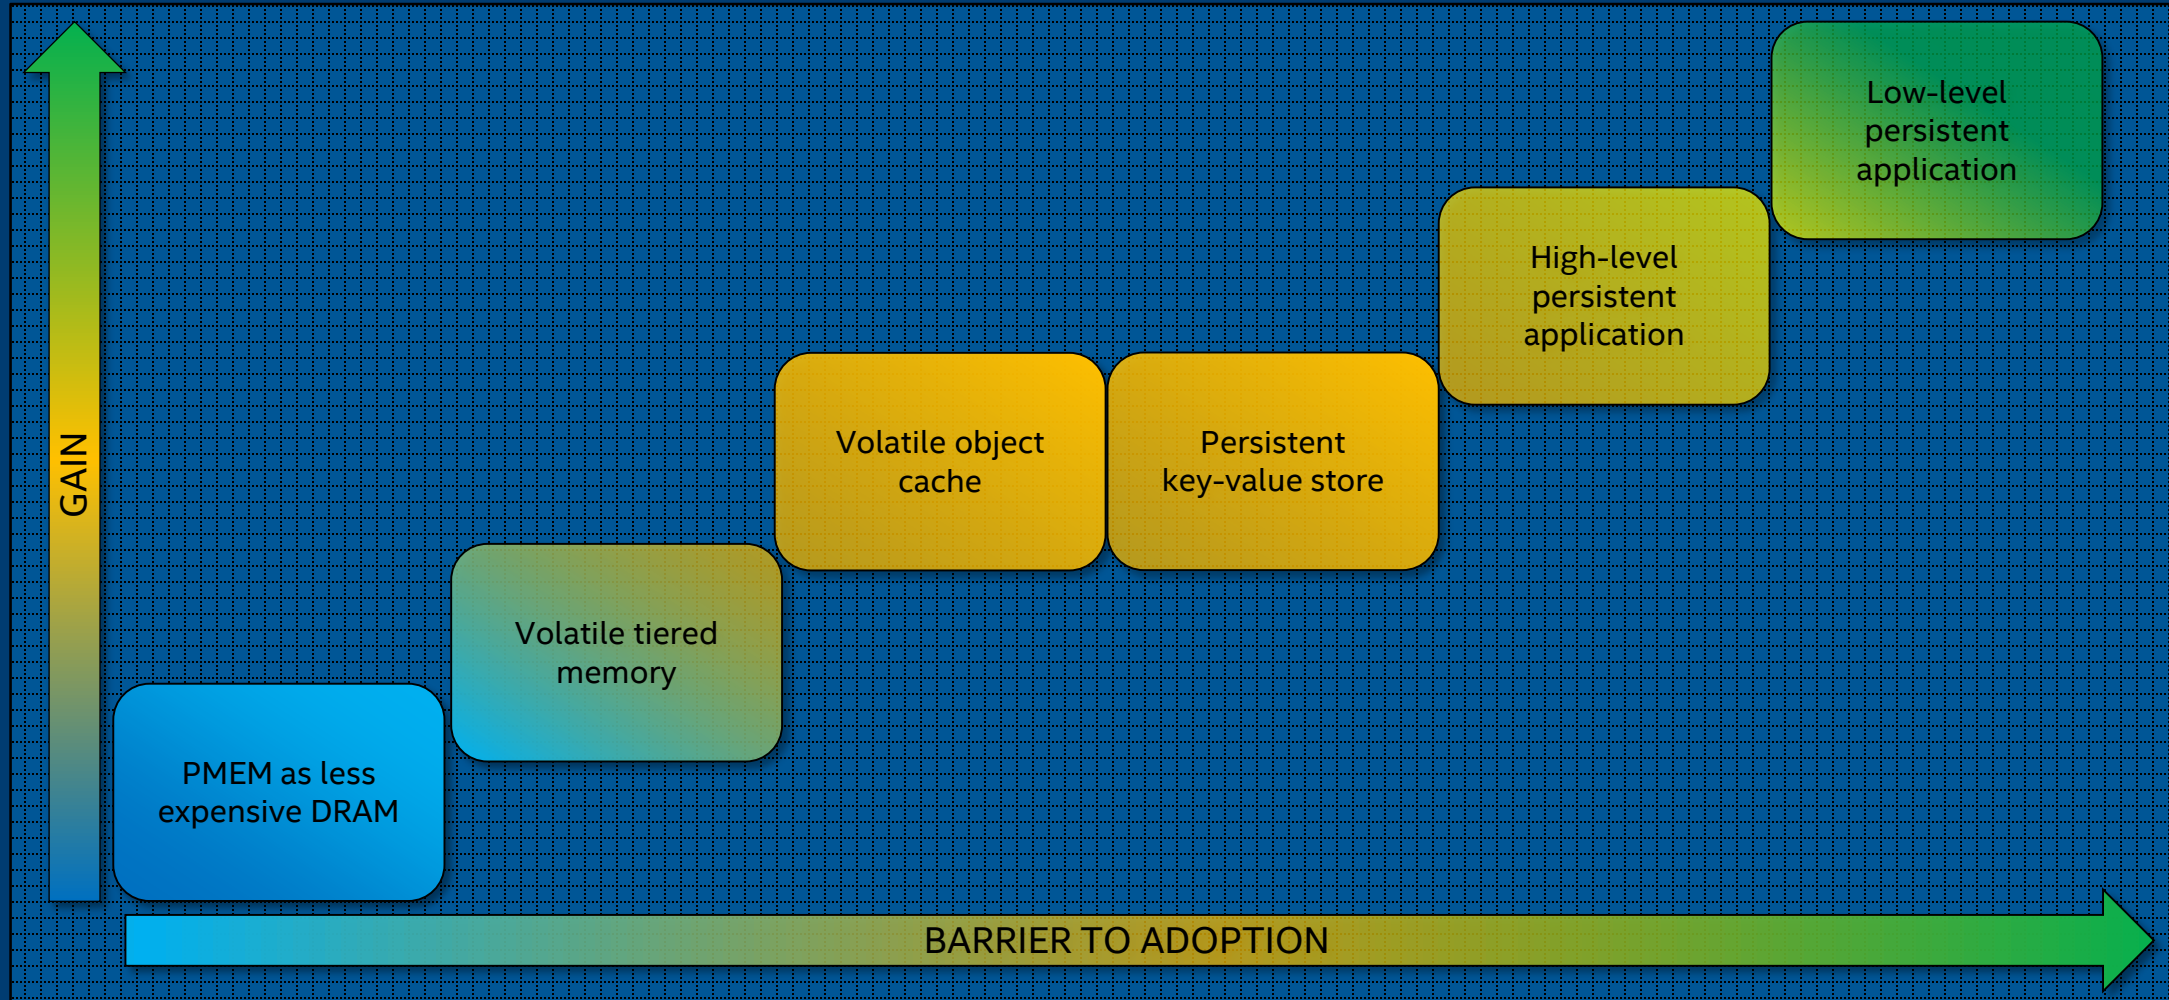 GAIN
Low-level
persistent
application
High-level
persistent
application
Volatile object
cache
Persistent
key-value store
Volatile tiered
memory
PMEM as less
expensive DRAM
BARRIER TO ADOPTION